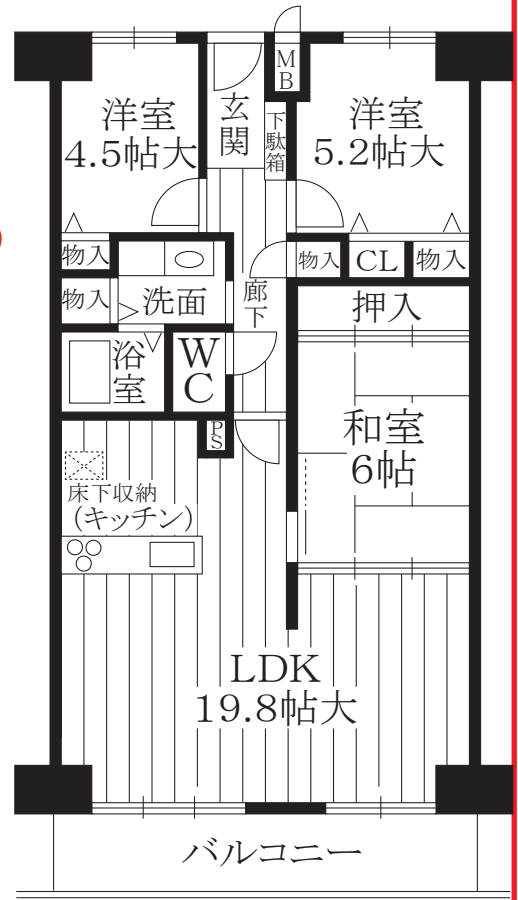 MB
洋室
4.5帖大
玄関
下駄箱
洋室
5.2帖大
物入
物入
CL
物入
物入
洗面
廊下
押入
浴室
WC
和室
6帖
PS
床下収納
(キッチン)
LDK
19.8帖大
バルコニー